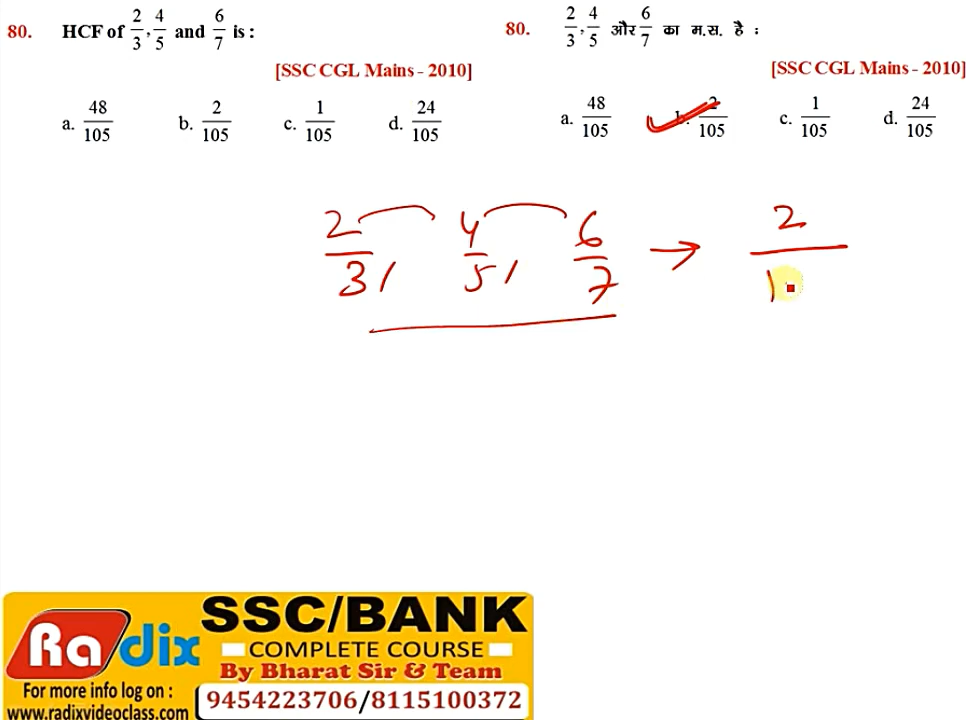 80. HCF of 2/3, 4/5 and 6/7 is :
[SSC CGL Mains - 2010]
a. 48/105 b. 2/105 c. 1/105 d. 24/105
80. 2/3, 4/5 और 6/7 का म.स. है :
[SSC CGL Mains - 2010]
a. 48/105 b. 2/105 c. 1/105 d. 24/105
2/3, 4/5, 6/7 → 2/1
Radix
For more info log on :
www.radixvideoclass.com
SSC/BANK
COMPLETE COURSE
By Bharat Sir & Team
9454223706/8115100372